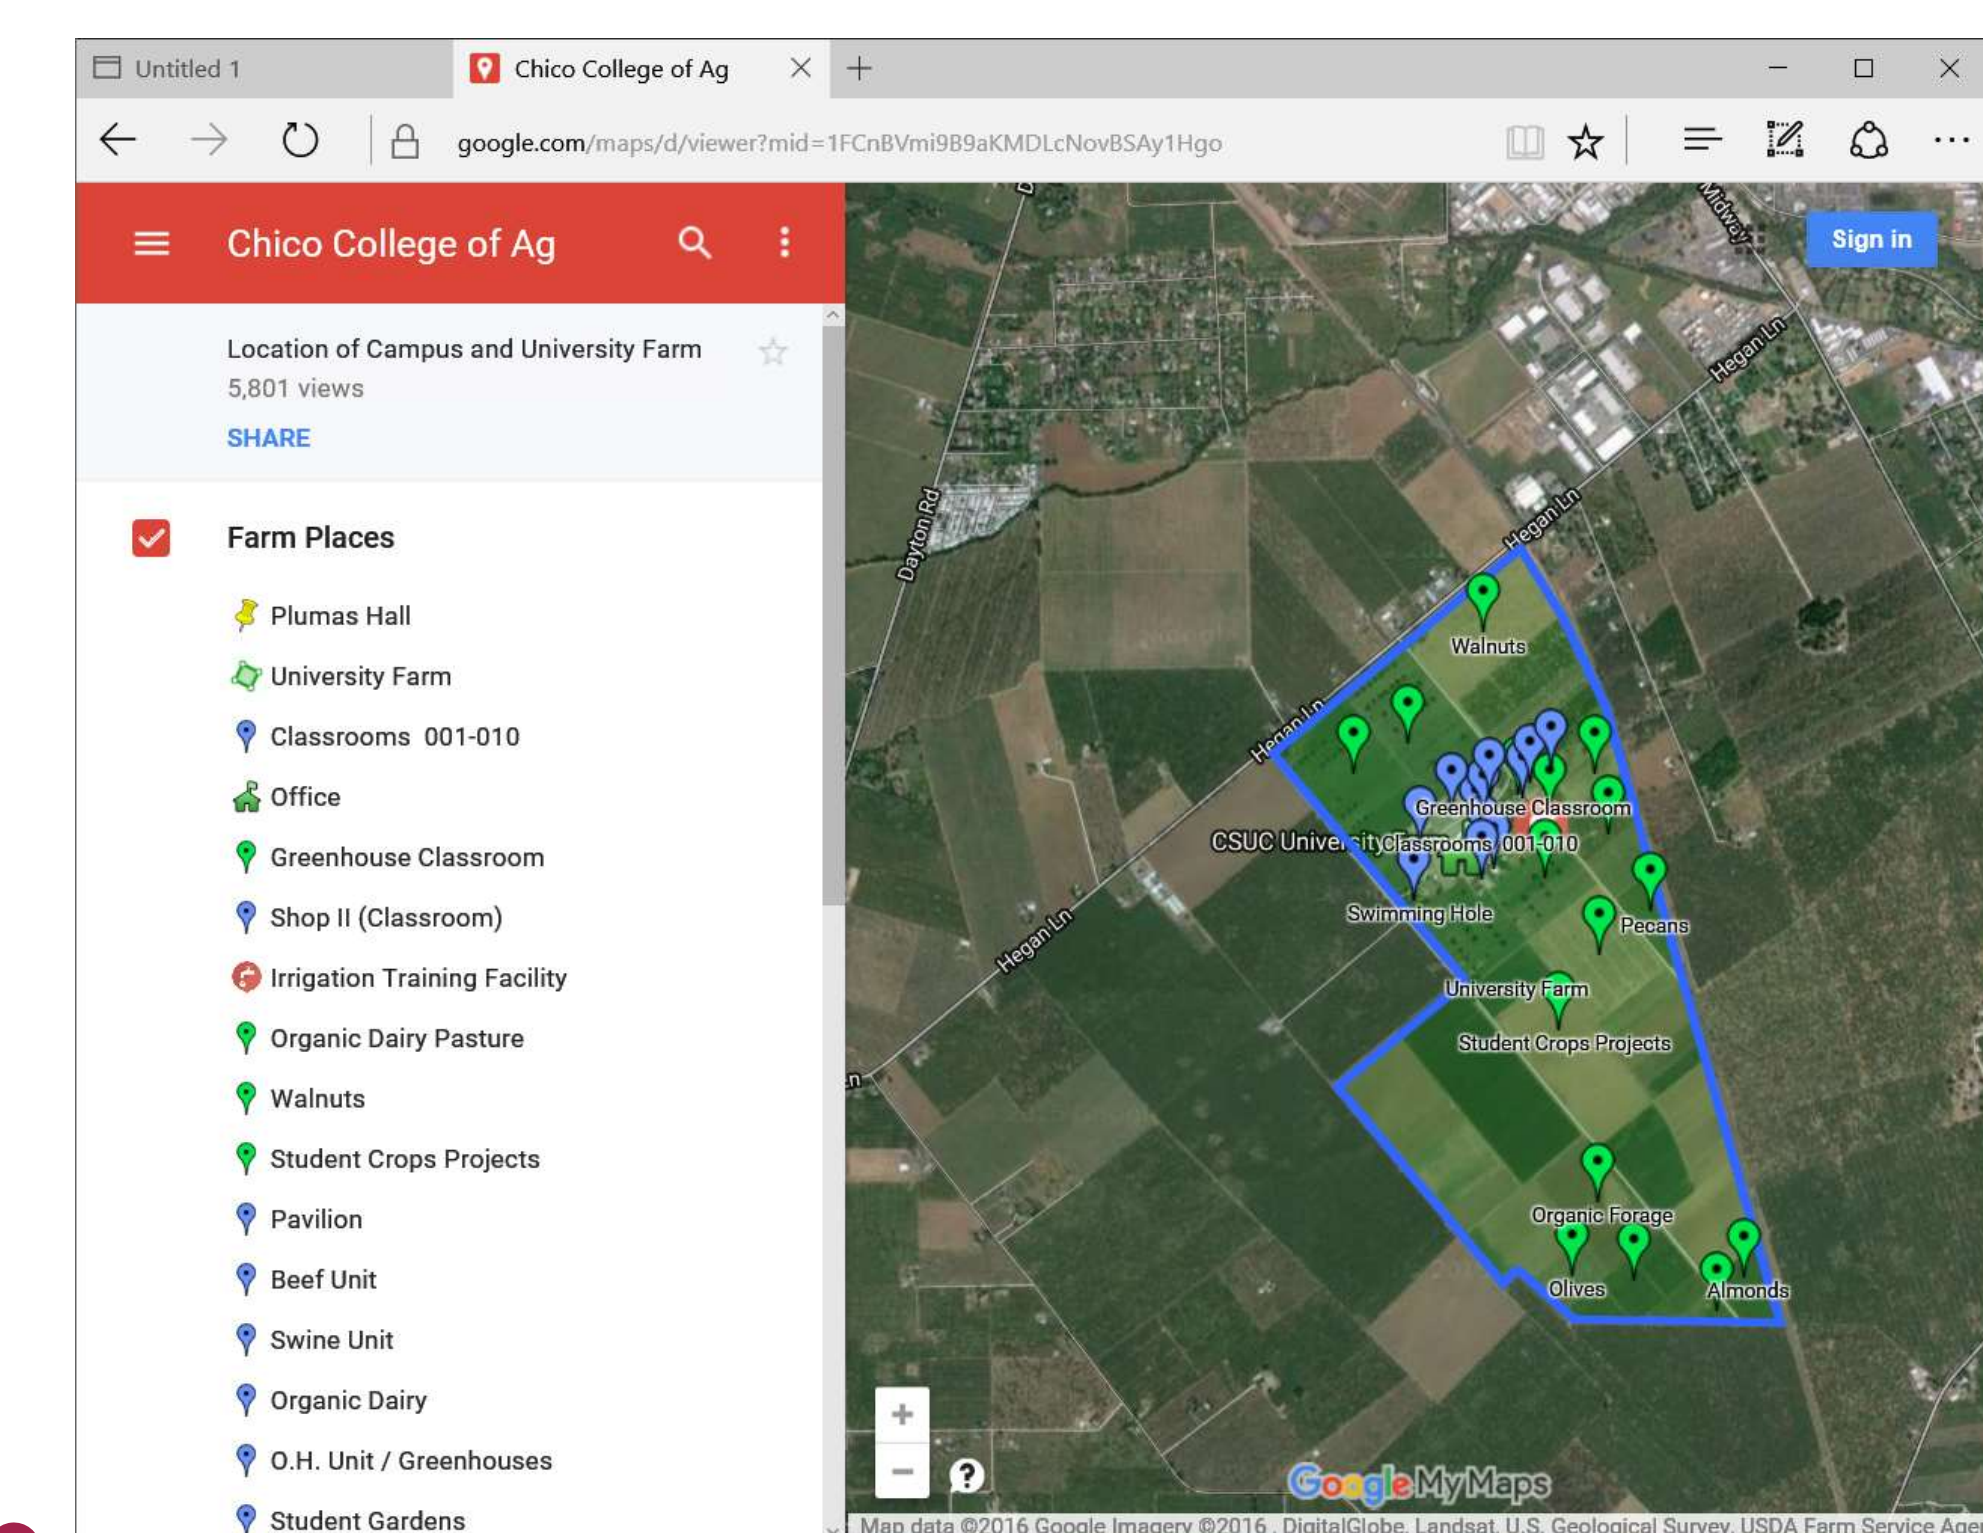 Untitled 1
Chico College of Ag
google.com/maps/d/viewer?mid=1FCnBVmi9B9aKMDLcNovBSAy1Hgo
Chico College of Ag
Location of Campus and University Farm
5,801 views
SHARE
Farm Places
Plumas Hall
University Farm
Classrooms 001-010
Office
Greenhouse Classroom
Shop II (Classroom)
Irrigation Training Facility
Organic Dairy Pasture
Walnuts
Student Crops Projects
Pavilion
Beef Unit
Swine Unit
Organic Dairy
O.H. Unit / Greenhouses
Student Gardens
Midway
Sign in
Hegan Ln
Dayton Rd
Hegan Ln
Walnuts
Hegan Ln
Greenhouse Classroom
CSUC University
Classrooms 001-010
Swimming Hole
Hegan Ln
Pecans
University Farm
Student Crops Projects
Organic Forage
Olives
Almonds
Google My Maps
Map data ©2016 Google Imagery ©2016 , DigitalGlobe, Landsat, U.S. Geological Survey, USDA Farm Service Age